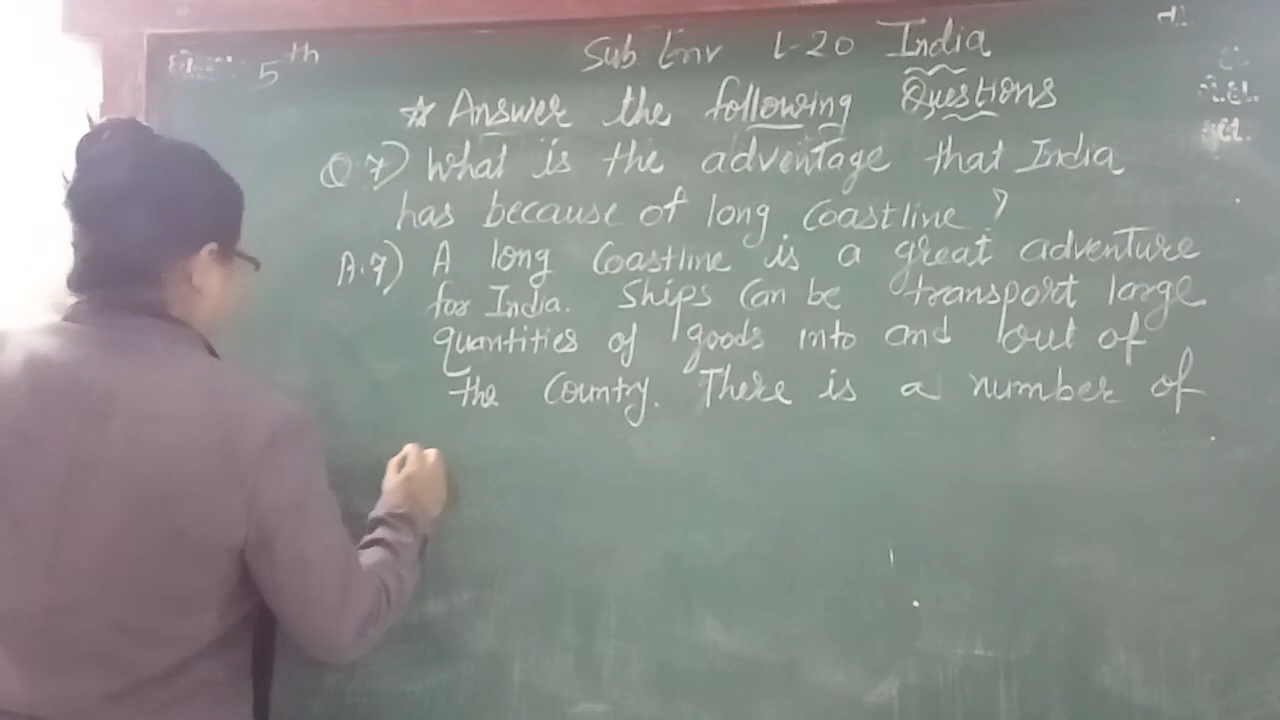 5th
Sub Env L-20 India
* Answer the following Questions
Q 7) What is the adventage that India
has because of long Coastline?
A.7) A long Coastline is a great adventure
for India. Ships Can be transport large
quantities of goods into and out of
the Country. There is a number of